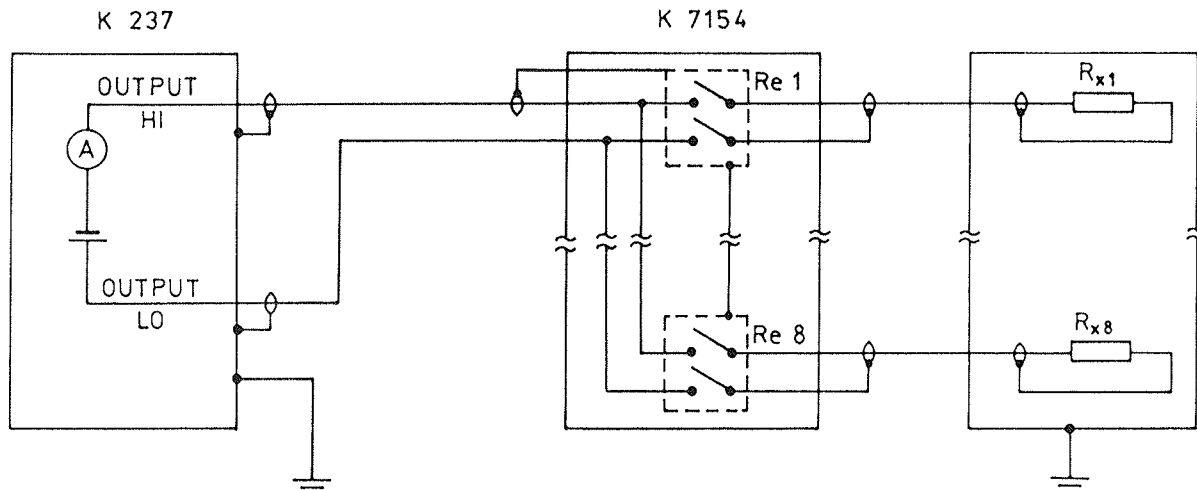 K 237
K 7154
OUTPUT
HI
A
OUTPUT
LO
Re 1
Re 8
Rx1
Rx8